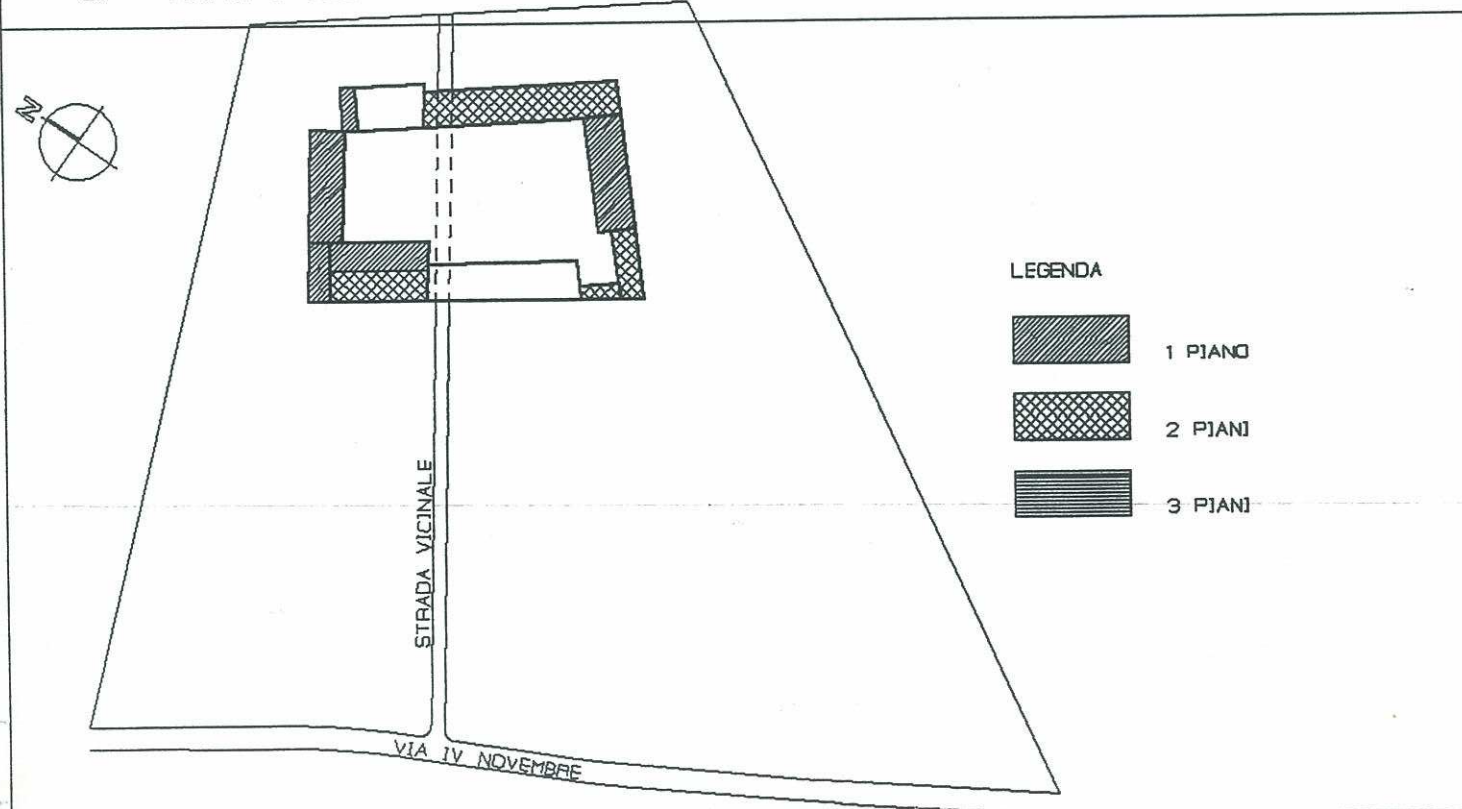 N
LEGENDA
1 PIANO
2 PIANI
3 PIANI
STRADA VICINALE
VIA IV NOVEMBRE